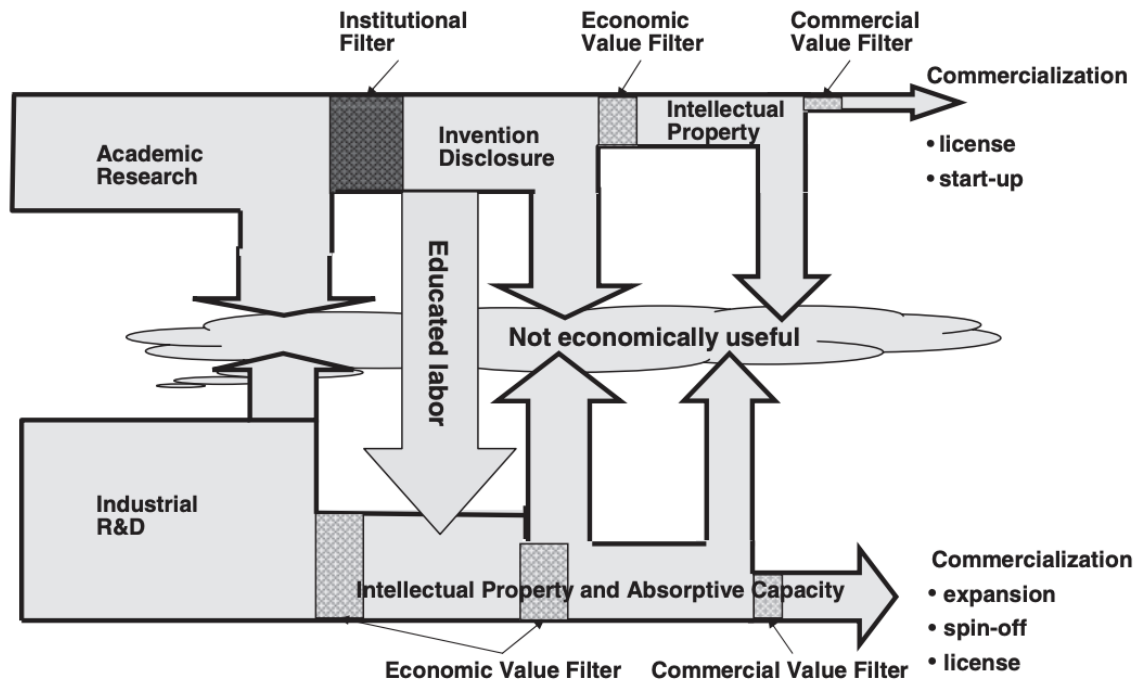 Institutional
Filter
Economic
Value Filter
Commercial
Value Filter
Commercialization
• license
• start-up
Academic
Research
Invention
Disclosure
Intellectual
Property
Educated labor
Not economically useful
Industrial
R&D
Intellectual Property and Absorptive Capacity
Commercialization
• expansion
• spin-off
• license
Economic Value Filter
Commercial Value Filter